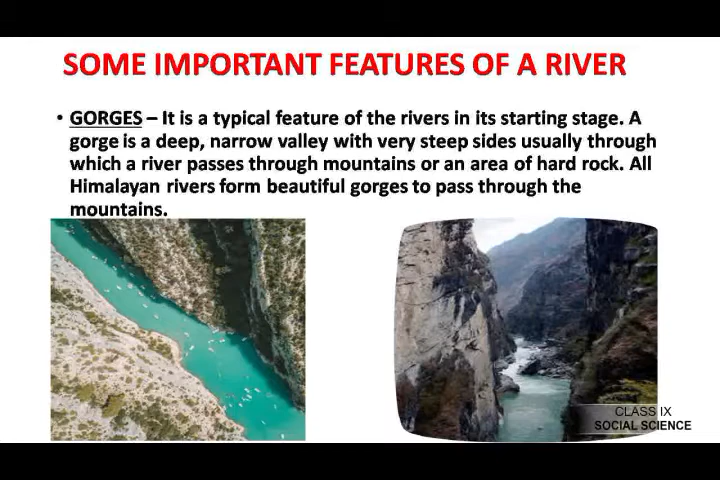 SOME IMPORTANT FEATURES OF A RIVER
• GORGES – It is a typical feature of the rivers in its starting stage. A
gorge is a deep, narrow valley with very steep sides usually through
which a river passes through mountains or an area of hard rock. All
Himalayan rivers form beautiful gorges to pass through the
mountains.
CLASS IX
SOCIAL SCIENCE